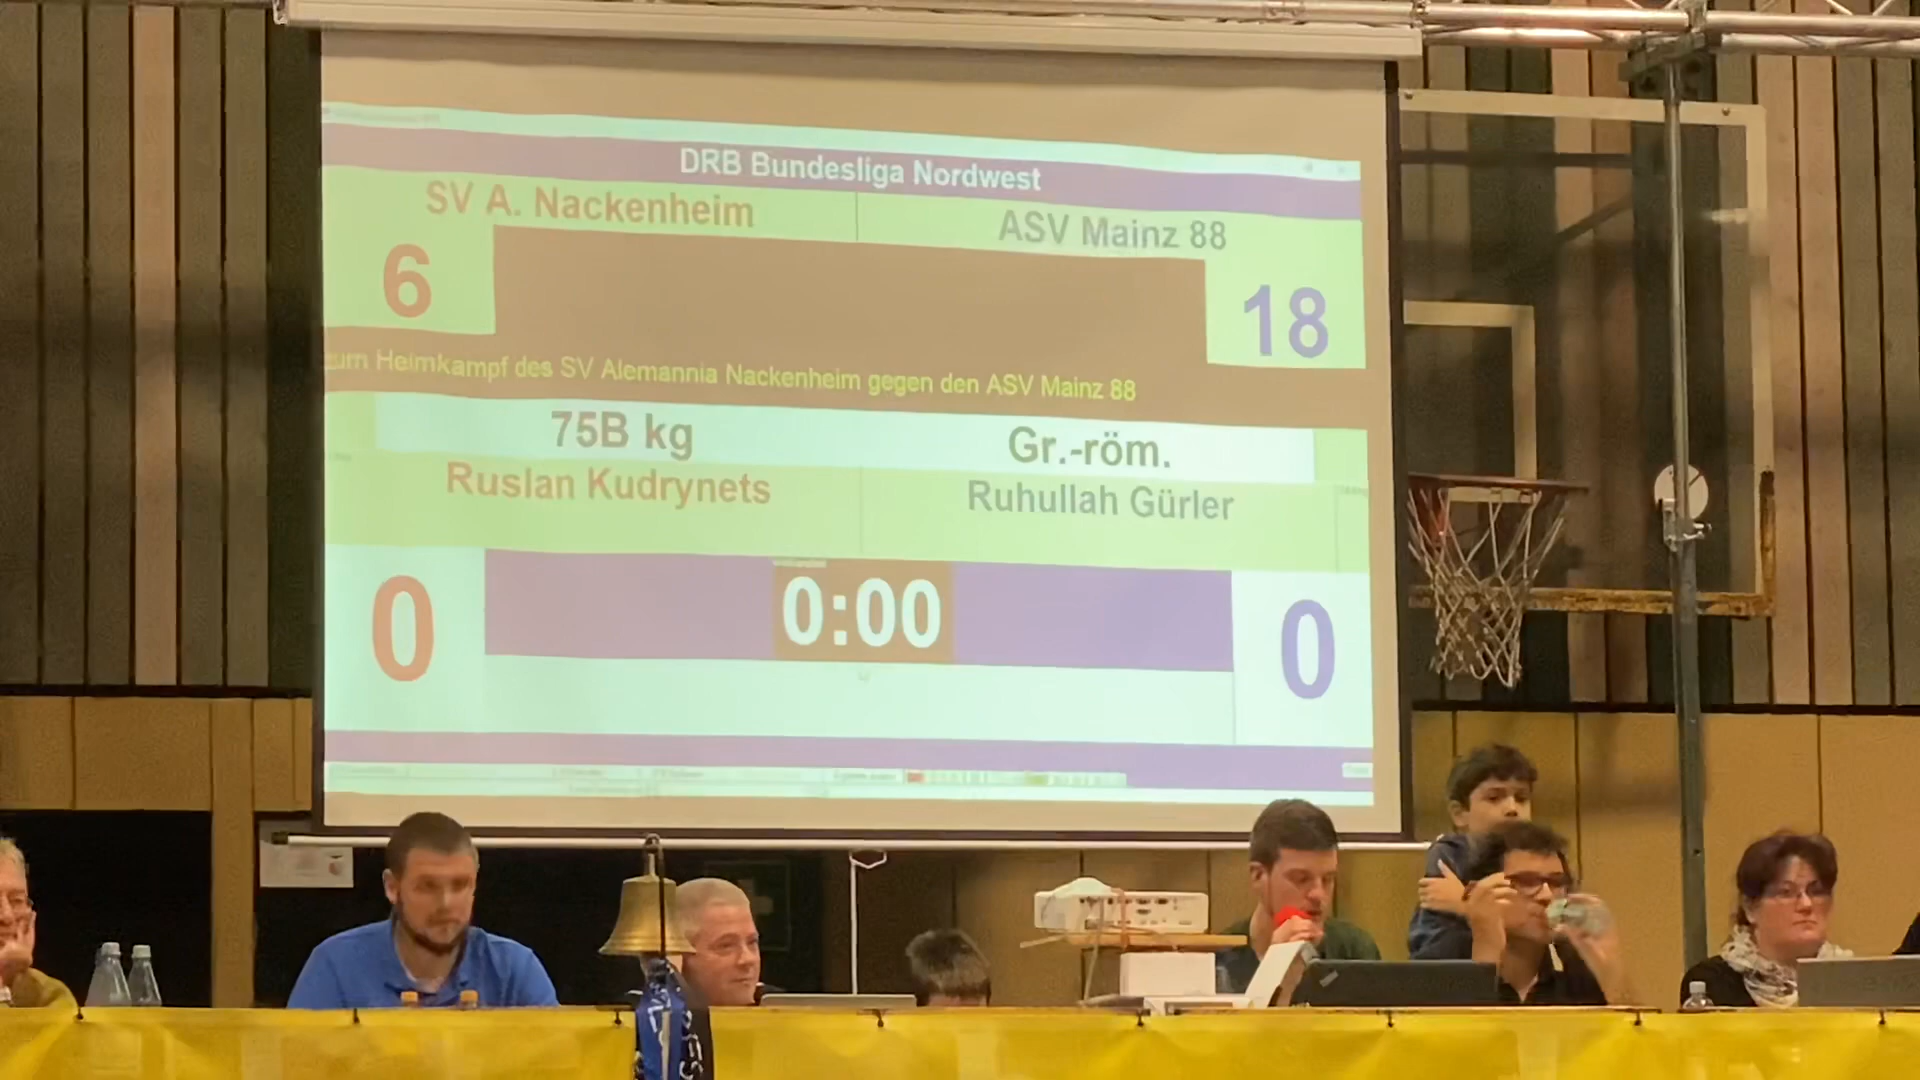 DRB Bundesliga Nordwest
SV A. Nackenheim
ASV Mainz 88
6
18
zum Heimkampf des SV Alemannia Nackenheim gegen den ASV Mainz 88
75B kg
Gr.-röm.
Ruslan Kudrynets
Ruhullah Gürler
0
0:00
0